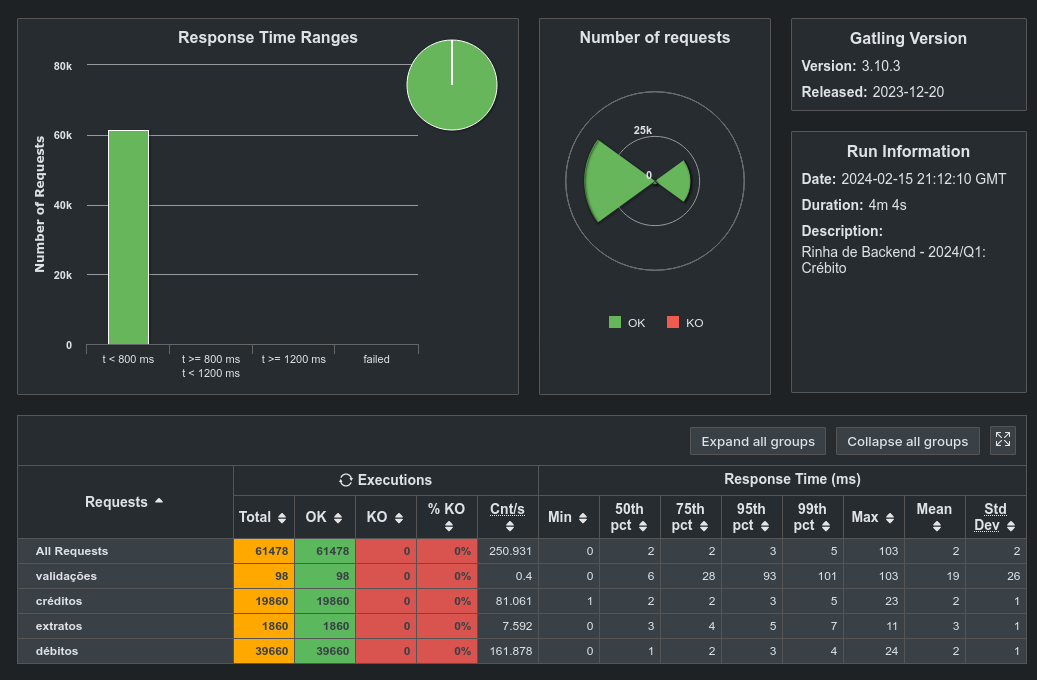 Response Time Ranges
80k
60k
40k
20k
0
Number of Requests
t < 800 ms
t >= 800 ms
t < 1200 ms
t >= 1200 ms
failed
Number of requests
25k
0
OK
KO
Gatling Version
Version: 3.10.3
Released: 2023-12-20
Run Information
Date: 2024-02-15 21:12:10 GMT
Duration: 4m 4s
Description:
Rinha de Backend - 2024/Q1:
Crébito
Expand all groups
Collapse all groups
Requests
Executions
Response Time (ms)
Total
OK
KO
% KO
Cnt/s
Min
50th pct
75th pct
95th pct
99th pct
Max
Mean
Std Dev
All Requests 61478 61478 0 0% 250.931 0 2 2 3 5 103 2 2
validações 98 98 0 0% 0.4 0 6 28 93 101 103 19 26
créditos 19860 19860 0 0% 81.061 1 2 2 3 5 23 2 1
extratos 1860 1860 0 0% 7.592 0 3 4 5 7 11 3 1
débitos 39660 39660 0 0% 161.878 0 1 2 3 4 24 2 1